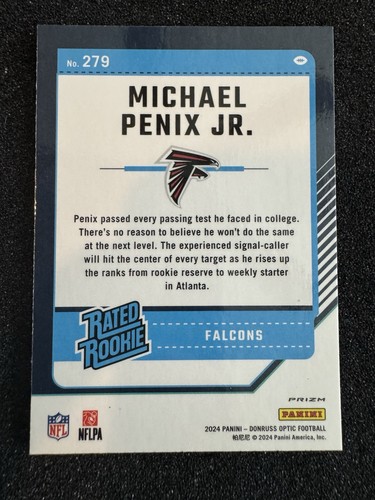 No. 279
MICHAEL
PENIX JR.
Penix passed every passing test he faced in college.
There's no reason to believe he won't do the same
at the next level. The experienced signal-caller
will hit the center of every target as he rises up
the ranks from rookie reserve to weekly starter
in Atlanta.
RATED
ROOKIE
FALCONS
PRIZM
NFL
NFLPA
PANINI
2024 PANINI – DONRUSS OPTIC FOOTBALL
帕尼尼 © 2024 Panini America, Inc.